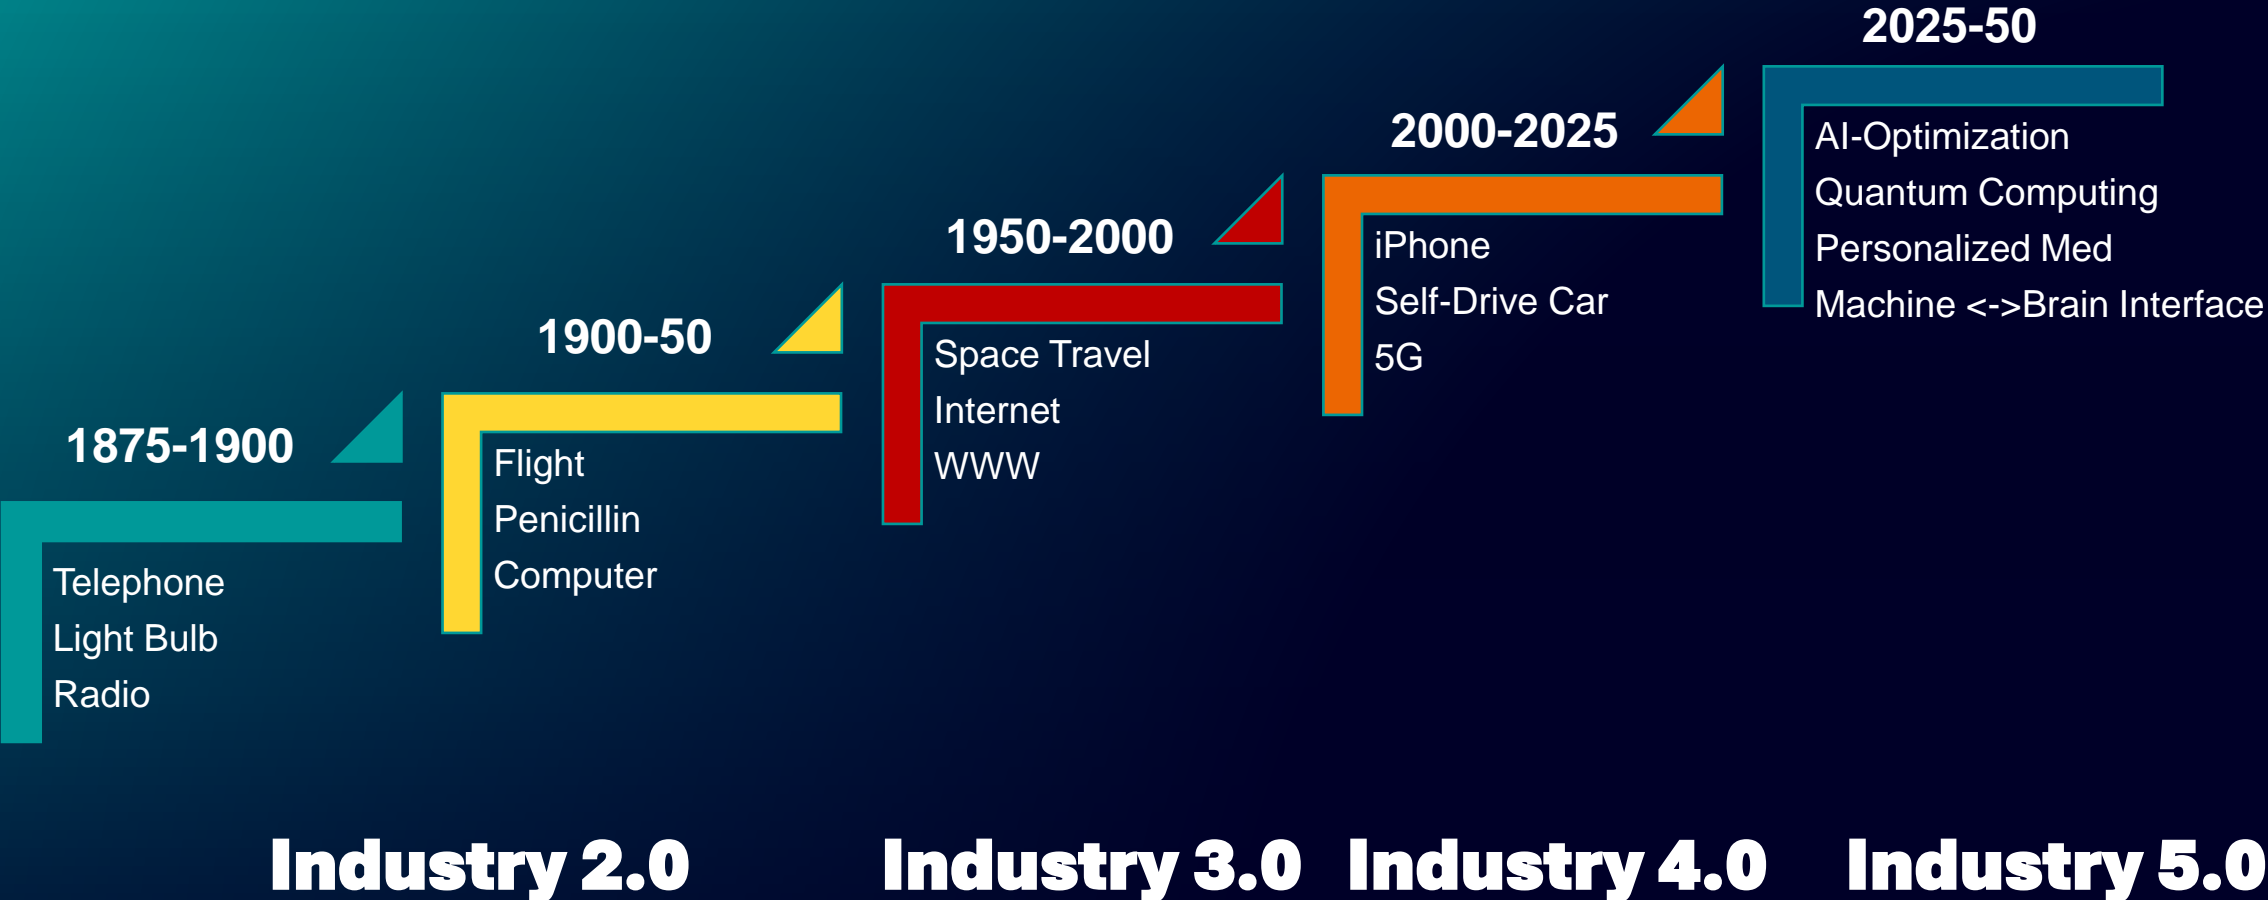 1875-1900
Telephone
Light Bulb
Radio
1900-50
Flight
Penicillin
Computer
1950-2000
Space Travel
Internet
WWW
2000-2025
iPhone
Self-Drive Car
5G
2025-50
AI-Optimization
Quantum Computing
Personalized Med
Machine <->Brain Interface
Industry 2.0
Industry 3.0
Industry 4.0
Industry 5.0